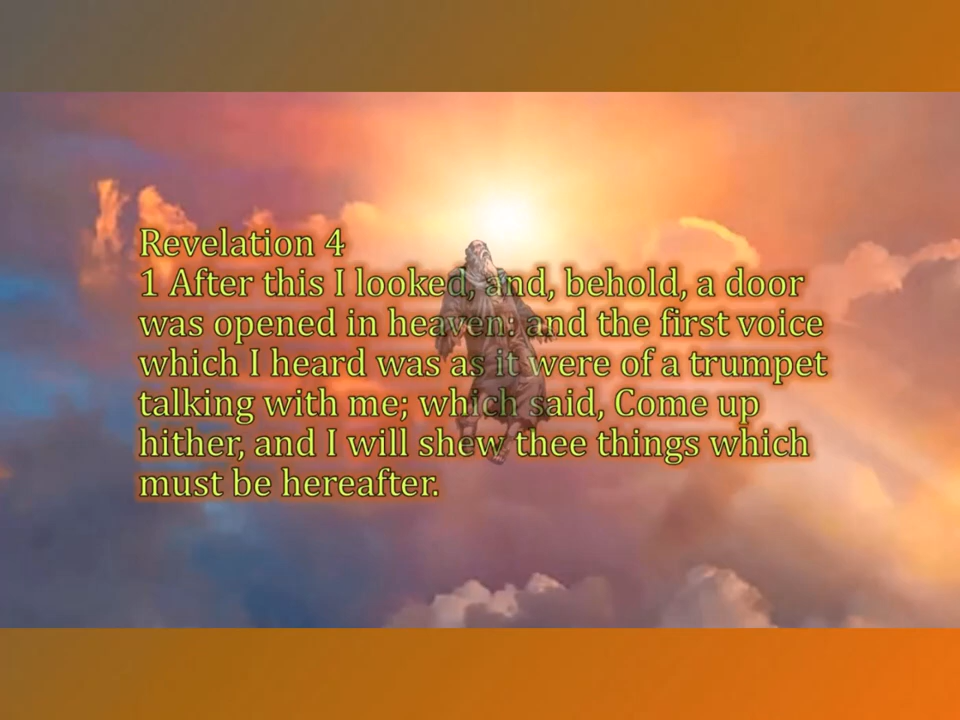 Revelation 4
1 After this I looked, and, behold, a door
was opened in heaven: and the first voice
which I heard was as it were of a trumpet
talking with me; which said, Come up
hither, and I will shew thee things which
must be hereafter.